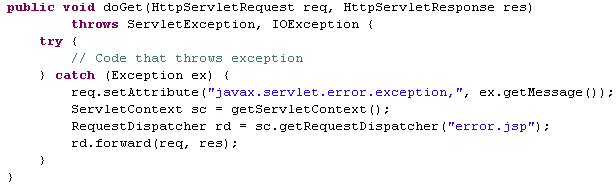 public void doGet(HttpServletRequest req, HttpServletResponse res)
        throws ServletException, IOException {
    try {
        // Code that throws exception
    } catch (Exception ex) {
        req.setAttribute("javax.servlet.error.exception,", ex.getMessage());
        ServletContext sc = getServletContext();
        RequestDispatcher rd = sc.getRequestDispatcher("error.jsp");
        rd.forward(req, res);
    }
}